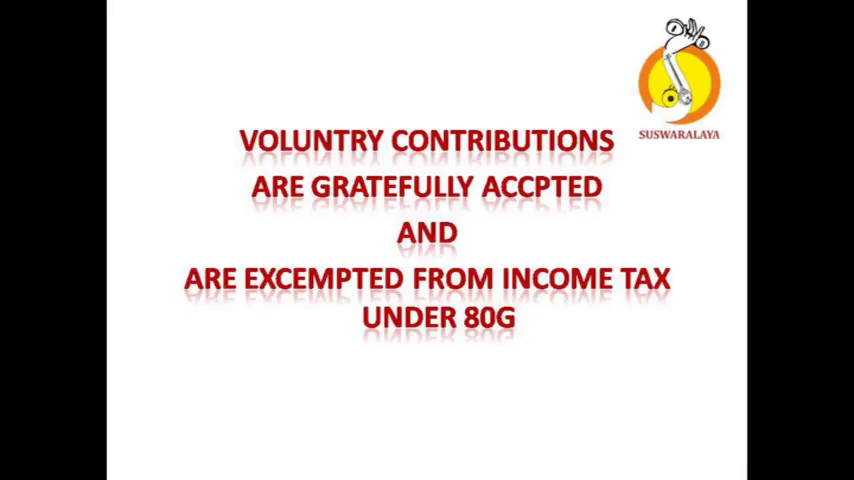 SUSWARALAYA
VOLUNTRY CONTRIBUTIONS
ARE GRATEFULLY ACCPTED
AND
ARE EXCEMPTED FROM INCOME TAX
UNDER 80G